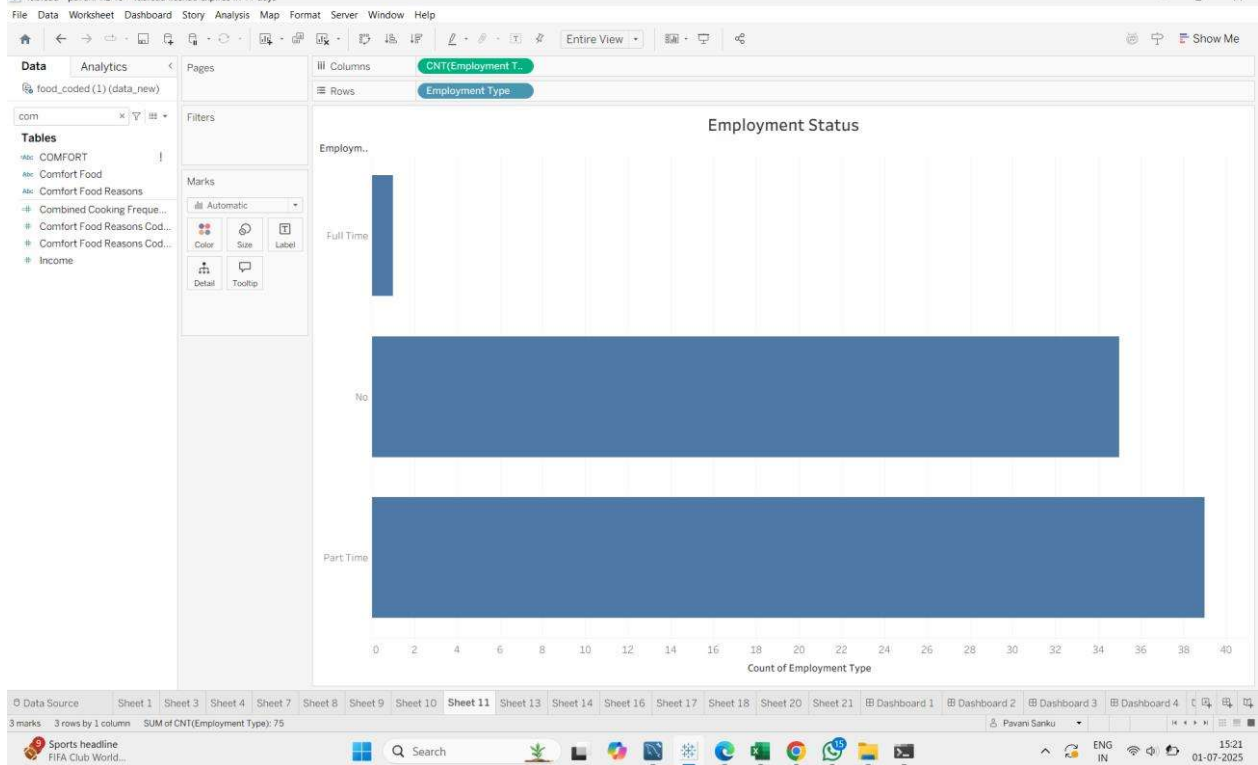 File Data Worksheet Dashboard Story Analysis Map Format Server Window Help
Entire View
Show Me
Data Analytics
Pages
Columns
CNT(Employment T..
food_coded (1) (data_new)
Rows
Employment Type
com
Filters
Tables
Employment Status
Employm..
Abc COMFORT !
Abc Comfort Food
Abc Comfort Food Reasons
Combined Cooking Freque...
# Comfort Food Reasons Cod...
# Comfort Food Reasons Cod...
# Income
Marks
Automatic
Color Size Label
Detail Tooltip
Full Time
No
Part Time
0 2 4 6 8 10 12 14 16 18 20 22 24 26 28 30 32 34 36 38 40
Count of Employment Type
Data Source Sheet 1 Sheet 3 Sheet 4 Sheet 7 Sheet 8 Sheet 9 Sheet 10 Sheet 11 Sheet 13 Sheet 14 Sheet 16 Sheet 17 Sheet 18 Sheet 20 Sheet 21 Dashboard 1 Dashboard 2 Dashboard 3 Dashboard 4
3 marks 3 rows by 1 column SUM of CNT(Employment Type): 75
Pavani Sanku
9
Sports headline
FIFA Club World...
Search
15
ENG
IN
15:21
01-07-2025